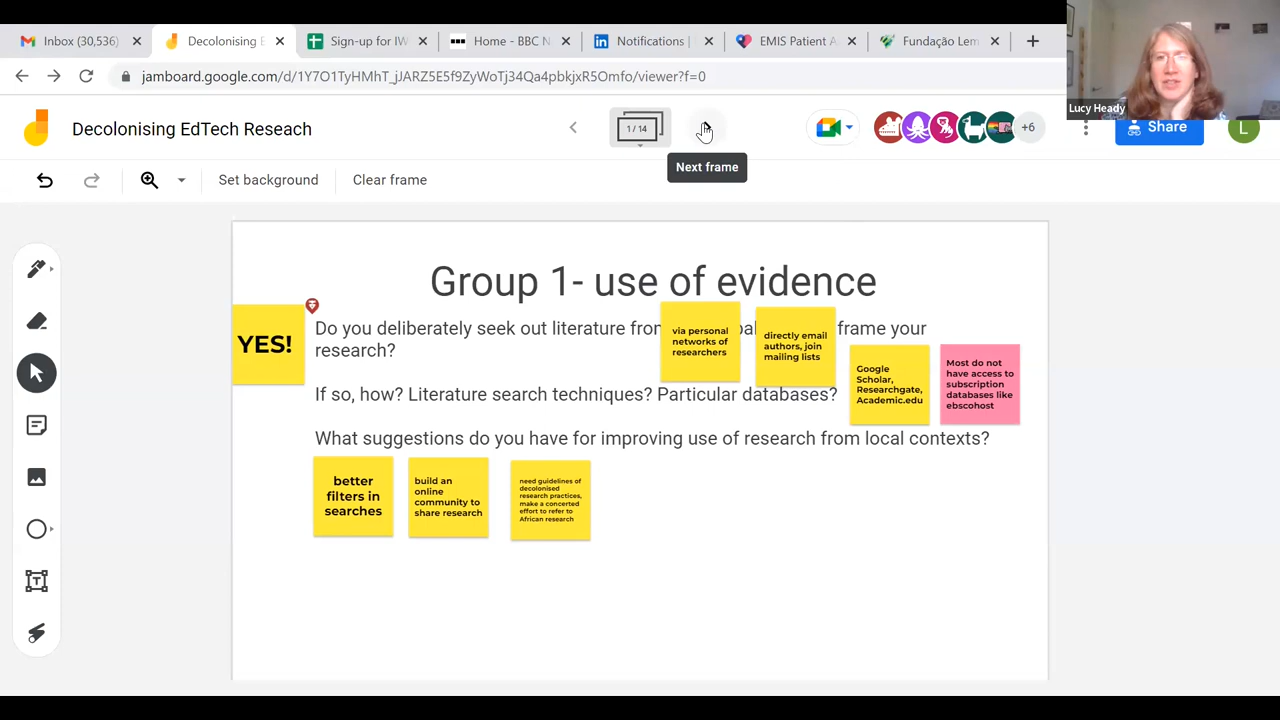 Inbox (30,536)
Decolonising E
Sign-up for IW
Home - BBC N
Notifications |
EMIS Patient A
Fundação Lem
jamboard.google.com/d/1Y7O1TyHMhT_jJARZ5E5f9ZyWoTj34Qa4pbkjxR5Omfo/viewer?f=0
Lucy Heady
Decolonising EdTech Reseach
1 / 14
+6
Share
L
Next frame
Set background
Clear frame
Group 1- use of evidence
YES!
Do you deliberately seek out literature from
frame your
research?
via personal
networks of
researchers
directly email
authors, join
mailing lists
Google
Scholar,
Researchgate,
Academic.edu
Most do not
have access to
subscription
databases like
ebscohost
If so, how? Literature search techniques? Particular databases?
What suggestions do you have for improving use of research from local contexts?
better
filters in
searches
build an
online
community to
share research
need guidelines of
decolonised
research practices,
make a concerted
effort to refer to
African research